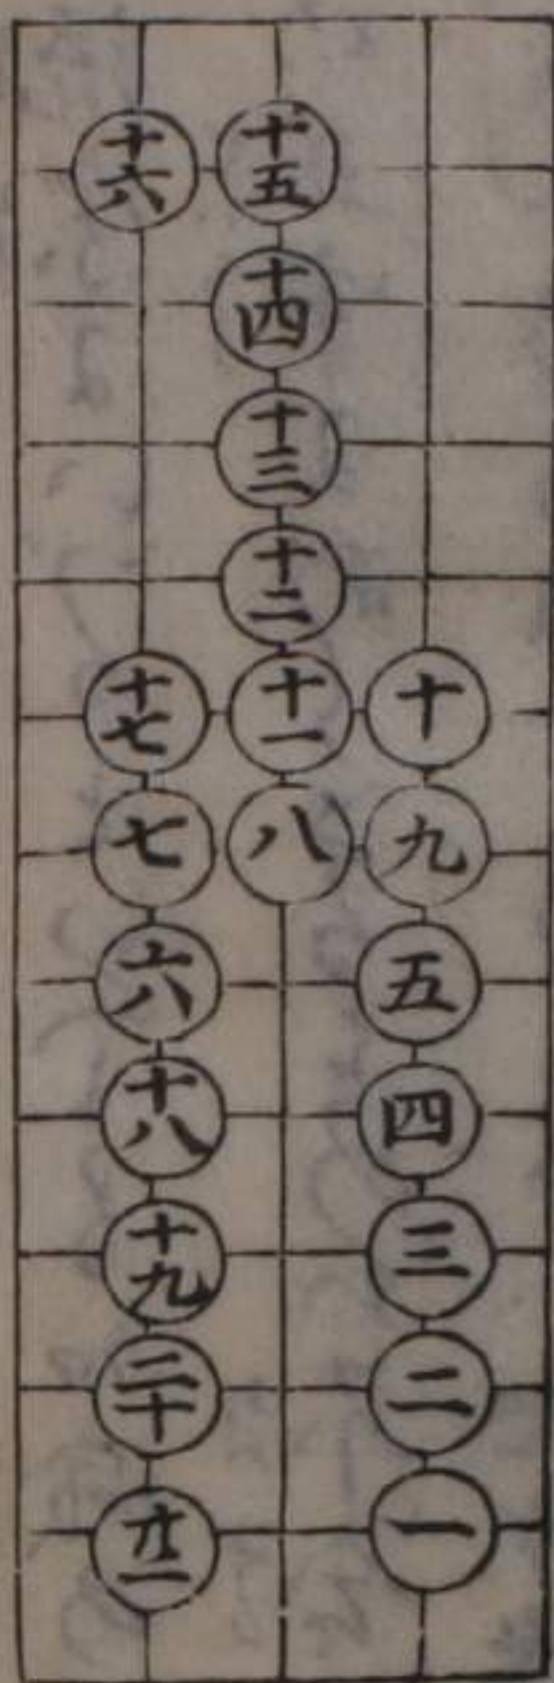 十
九
五
四
三
二
一
十五
十四
十三
十二
十一
八
十六
十七
七
六
十八
十九
二十
廿一